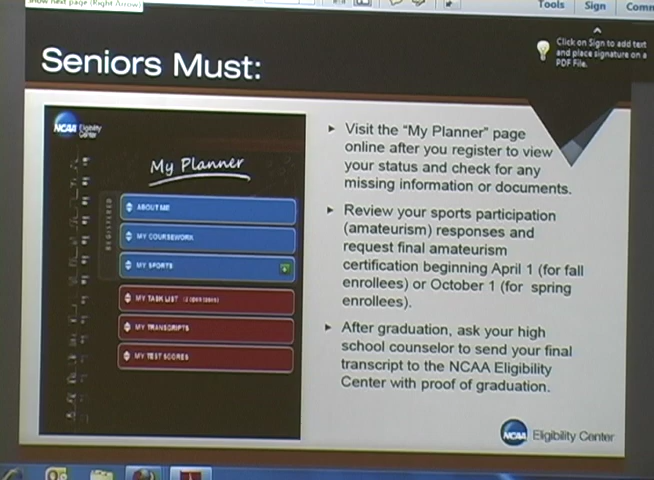 Show next page (Right Arrow)
Tools Sign Comm
Click on Sign to add text
and place signature on a
PDF File.
Seniors Must:
NCAA Eligibility
Center
My Planner
REGISTERED
ABOUT ME
MY COURSEWORK
MY SPORTS
MY TASK LIST
MY TRANSCRIPTS
MY TEST SCORES
Visit the "My Planner" page
online after you register to view
your status and check for any
missing information or documents.
Review your sports participation
(amateurism) responses and
request final amateurism
certification beginning April 1 (for fall
enrollees) or October 1 (for spring
enrollees).
After graduation, ask your high
school counselor to send your final
transcript to the NCAA Eligibility
Center with proof of graduation.
NCAA Eligibility Center